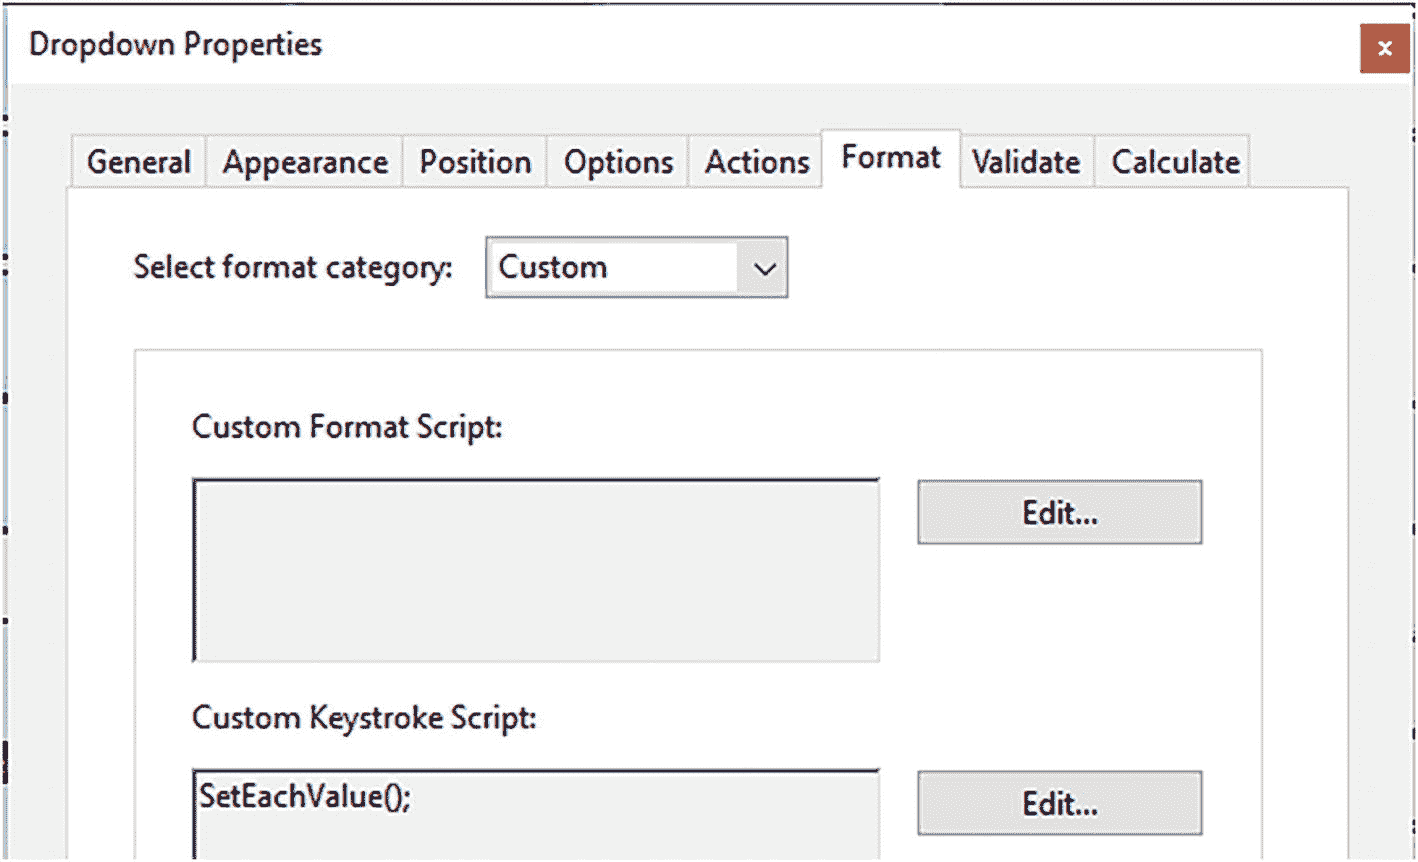 Dropdown Properties
x
General Appearance Position Options Actions Format Validate Calculate
Select format category: Custom
Custom Format Script:
Edit...
Custom Keystroke Script:
SetEachValue();
Edit...